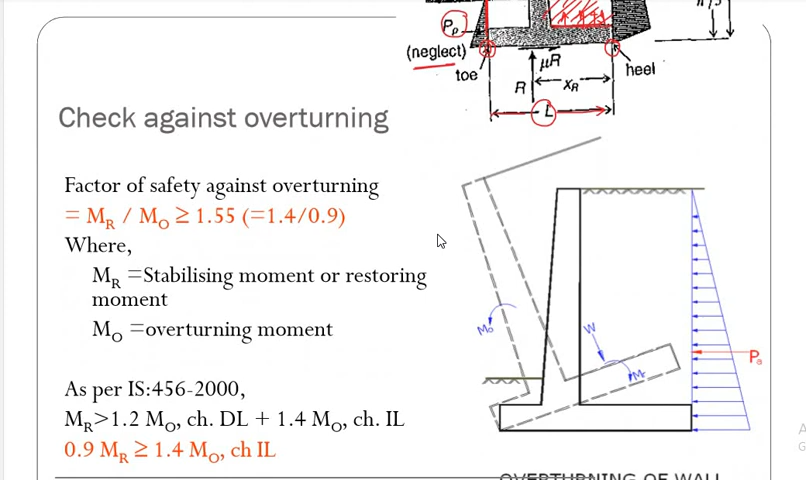 Pp
(neglect)
toe
μR
R
XR
L
heel
Check against overturning
Factor of safety against overturning
= MR / MO ≥ 1.55 (=1.4/0.9)
Where,
MR =Stabilising moment or restoring
moment
MO =overturning moment
As per IS:456-2000,
MR>1.2 MO, ch. DL + 1.4 MO, ch. IL
0.9 MR ≥ 1.4 MO, ch IL
Mo
W
Pa
OVERTURNING OF WALL